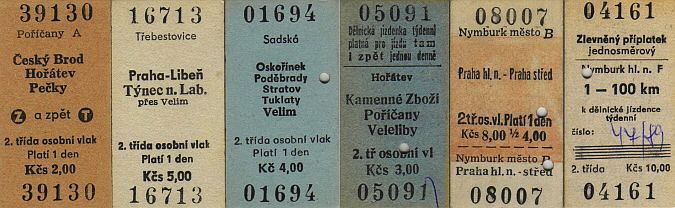 39130
Poříčany A
Český Brod
Hořátev
Pečky
Z a zpět T
2. třída osobní vlak
Platí 1 den
Kčs 2,00
39130
16713
Třebestovice
Praha-Libeň
Týnec n. Lab.
přes Velim
2. třída osobní vlak
Platí 1 den
Kčs 5,00
16713
01694
Sadská
Oskořínek
Poděbrady
Stratov
Tuklaty
Velim
2. třída osobní vlak
Platí 1 den
Kč 4,00
01694
05091
Dělnická jízdenka týdenní
platná pro jízdu tam
i zpět jednou denně
Hořátev
Kamenné Zboží
Poříčany
Veleliby
2. tř osobní vl
Kčs 3,00
05091
08007
Nymburk město B
Praha hl. n. - Praha střed
2.tř.os.vl. Platí 1 den
Kčs 8,00 ½ 4,00
Nymburk město B
Praha hl. n. - střed
08007
04161
Zlevněný příplatek
jednosměrový
Nymburk hl. n. F
1 — 100 km
k dělnické jízdence
týdenní
číslo:
2. třída Kčs 10,00
04161